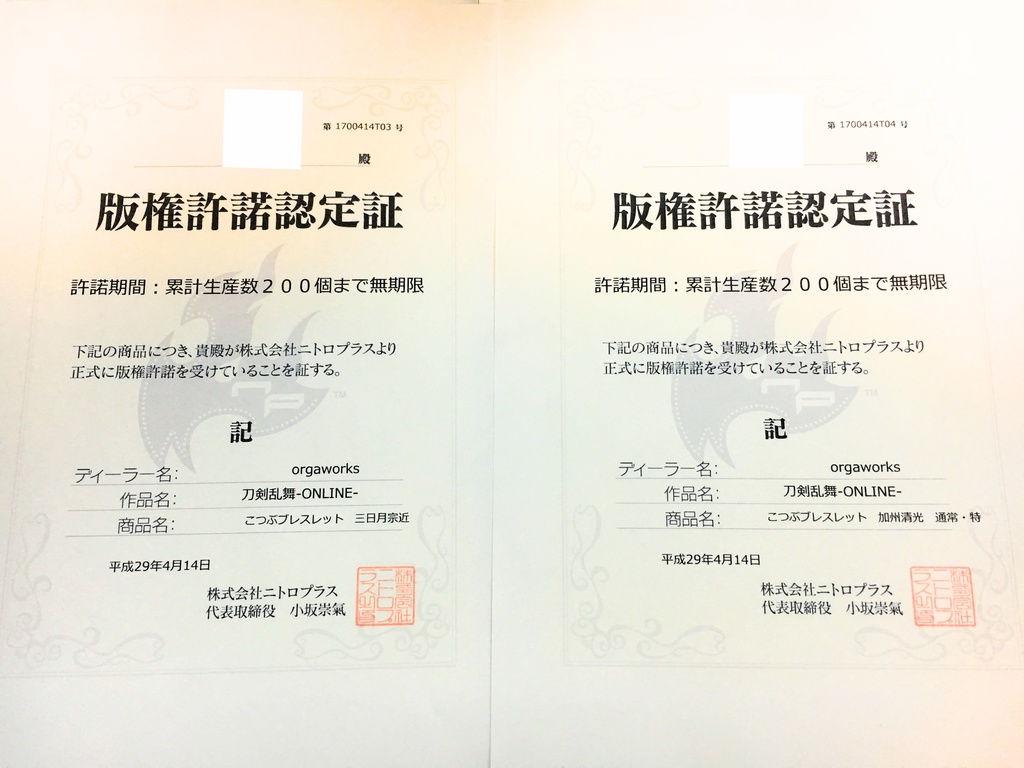 第 1700414T03 号
殿
版権許諾認定証
許諾期間：累計生産数２００個まで無期限
下記の商品につき、貴殿が株式会社ニトロプラスより
正式に版権許諾を受けていることを証する。
記
ディーラー名: orgaworks
作品名: 刀剣乱舞-ONLINE-
商品名: こつぶブレスレット 三日月宗近
平成29年4月14日
株式会社ニトロプラス
代表取締役 小坂崇氣
第 1700414T04 号
殿
版権許諾認定証
許諾期間：累計生産数２００個まで無期限
下記の商品につき、貴殿が株式会社ニトロプラスより
正式に版権許諾を受けていることを証する。
記
ディーラー名: orgaworks
作品名: 刀剣乱舞-ONLINE-
商品名: こつぶブレスレット 加州清光 通常・特
平成29年4月14日
株式会社ニトロプラス
代表取締役 小坂崇氣